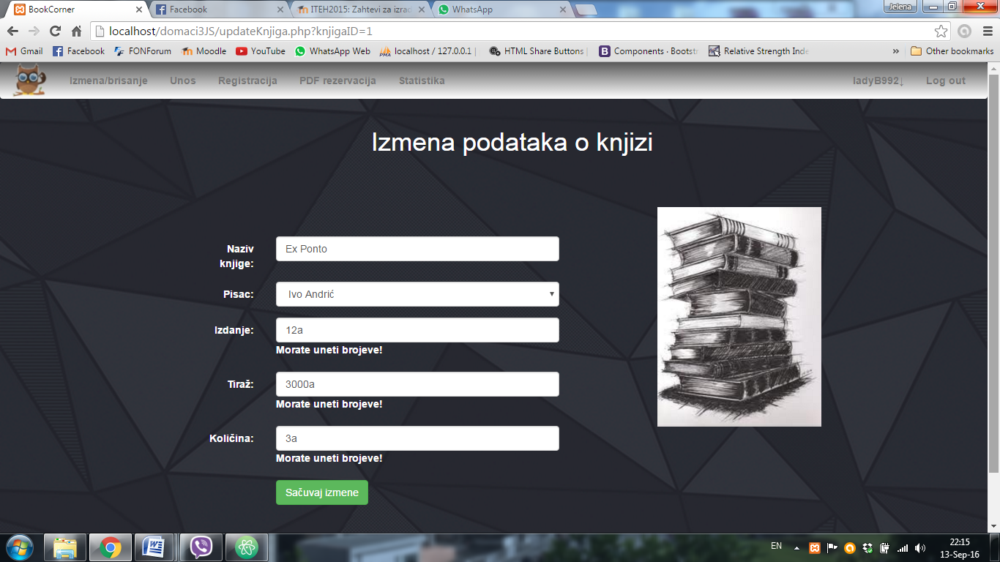 BookCorner
Facebook
ITEH2015: Zahtevi za izrad
WhatsApp
Jelena
localhost/domaci3JS/updateKnjiga.php?knjigaID=1
Gmail
Facebook
FONForum
Moodle
YouTube
WhatsApp Web
localhost / 127.0.0.1 |
HTML Share Buttons |
Components · Bootstr
Relative Strength Inde
»
Other bookmarks
Izmena/brisanje
Unos
Registracija
PDF rezervacija
Statistika
ladyB992↓
Log out
Izmena podataka o knjizi
Naziv
knjige:
Ex Ponto
Pisac:
Ivo Andrić
Izdanje:
12a
Morate uneti brojeve!
Tiraž:
3000a
Morate uneti brojeve!
Količina:
3a
Morate uneti brojeve!
Sačuvaj izmene
EN
22:15
13-Sep-16